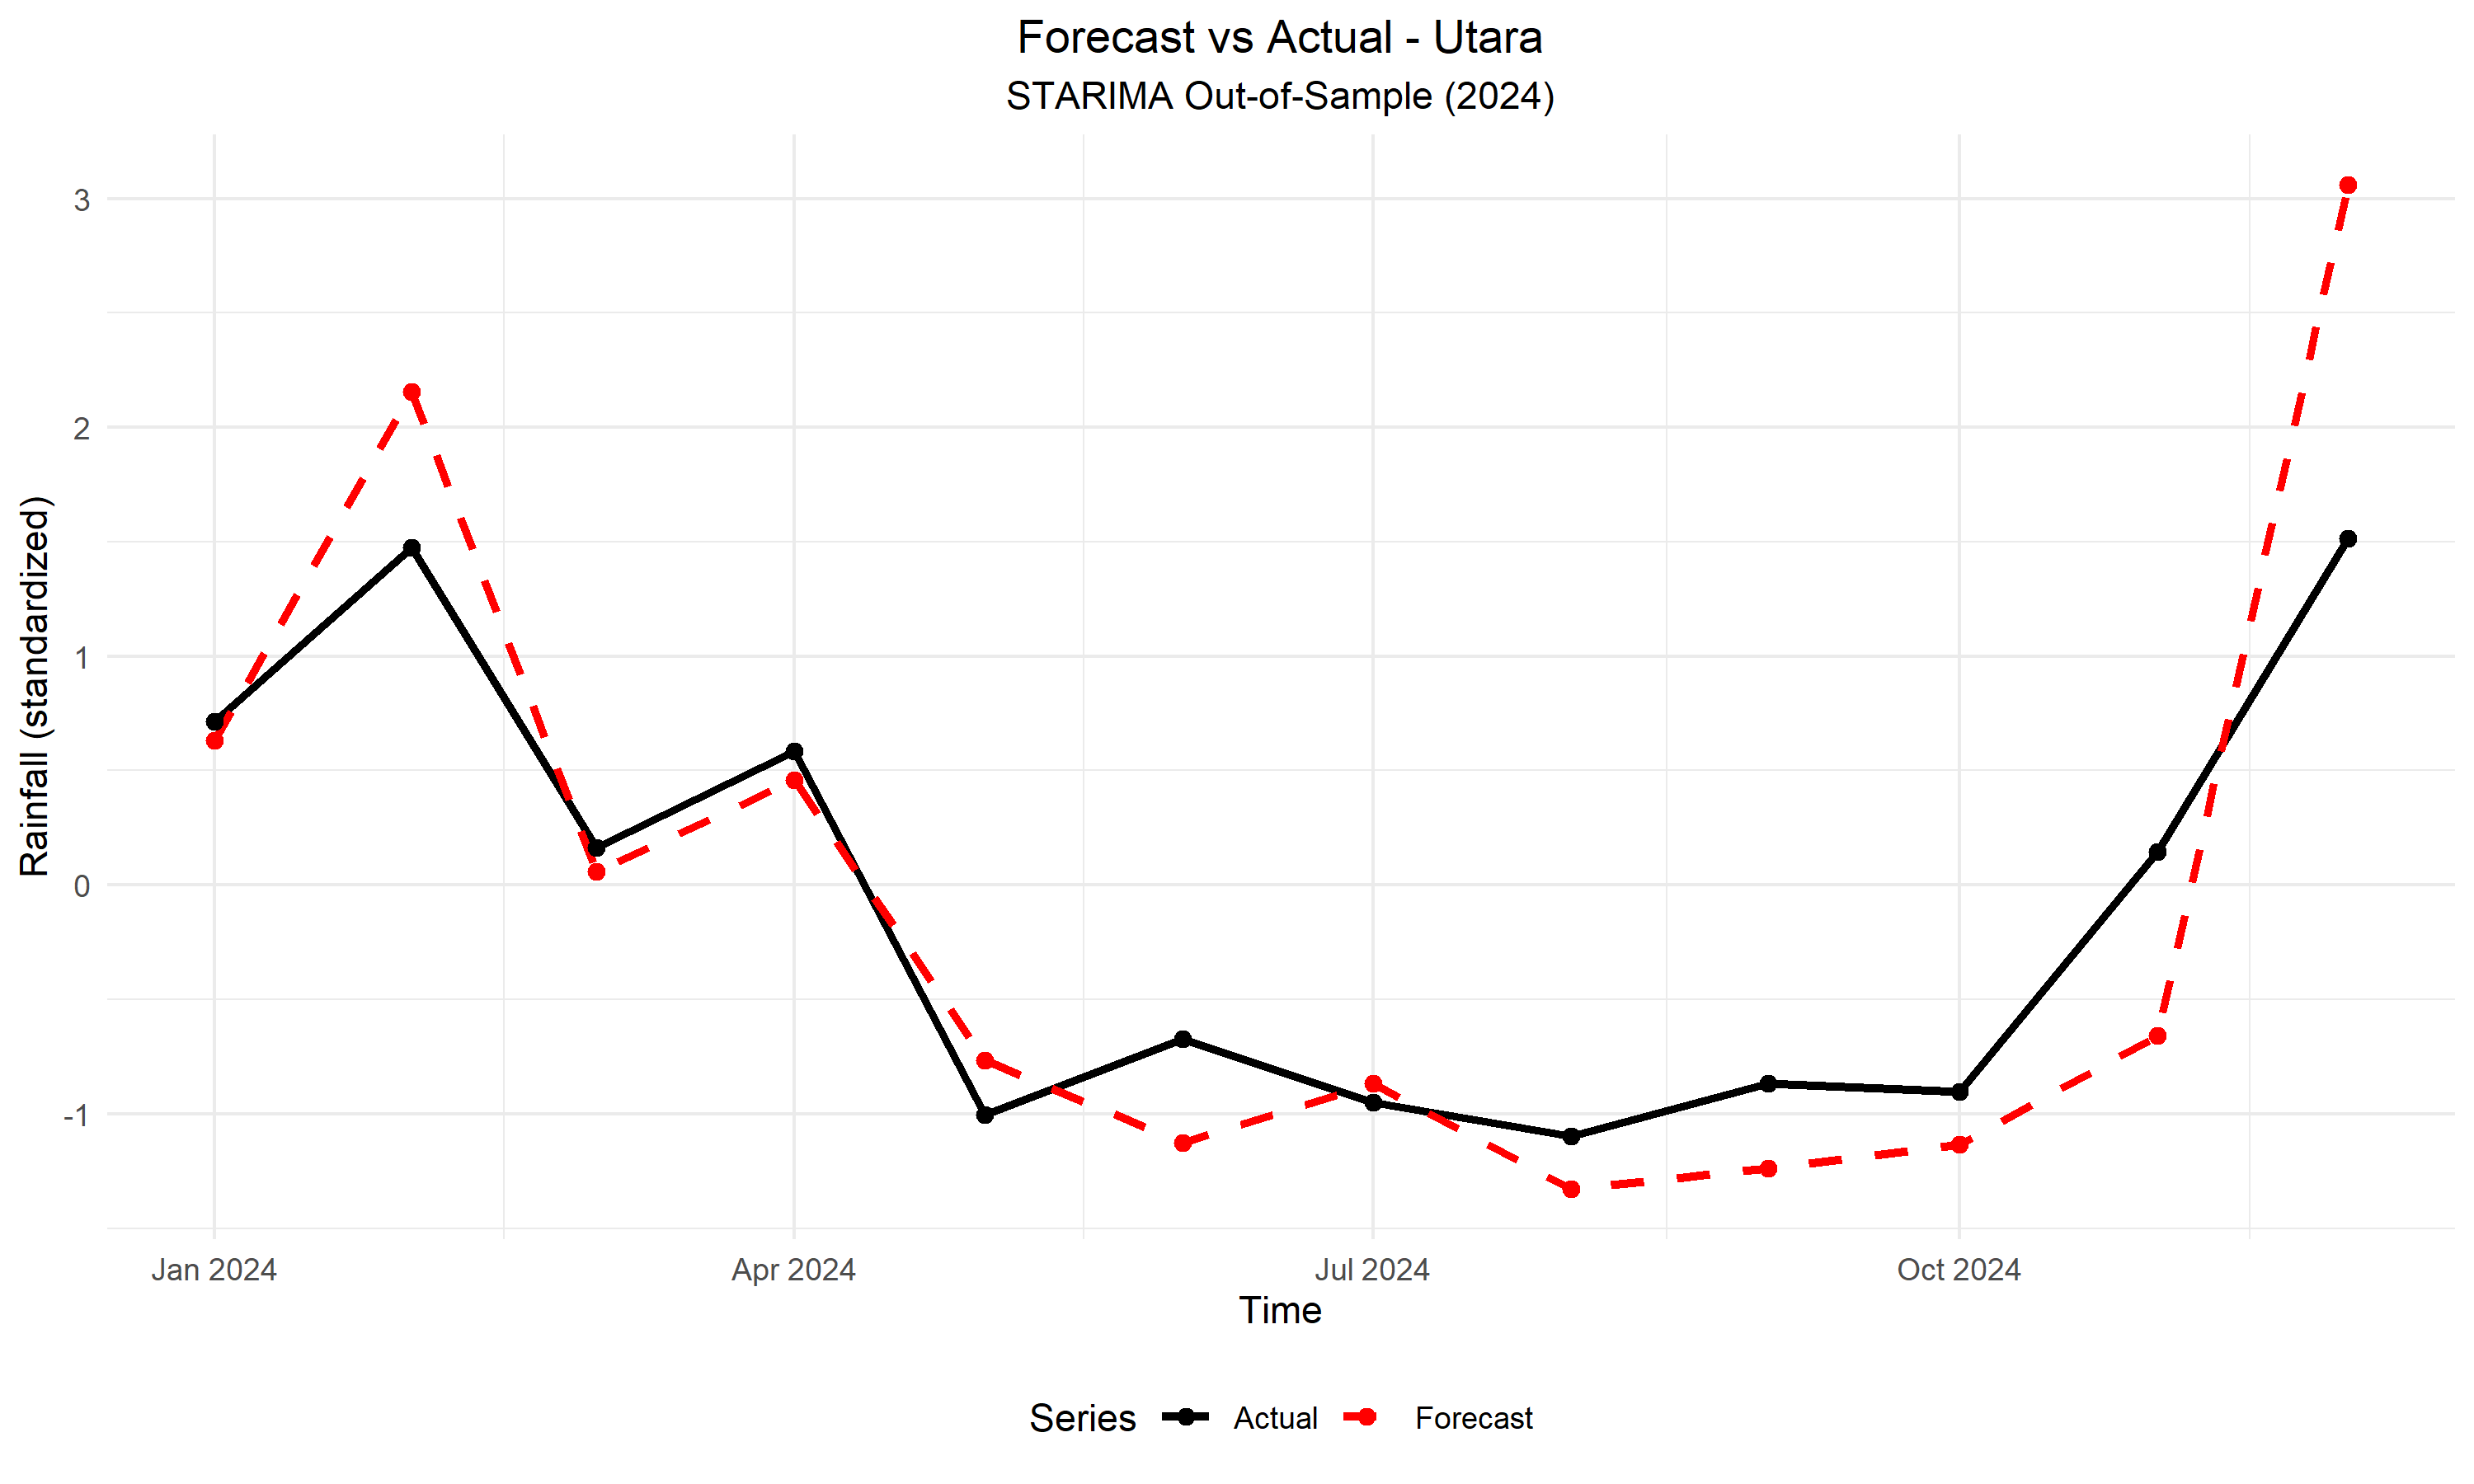 Forecast vs Actual - Utara
STARIMA Out-of-Sample (2024)
Rainfall (standardized)
3
2
1
0
-1
Jan 2024 Apr 2024 Jul 2024 Oct 2024
Time
Series Actual Forecast